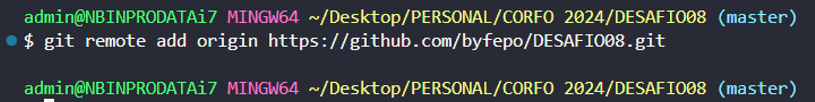 admin@NBINPRODATAi7 MINGW64 ~/Desktop/PERSONAL/CORFO 2024/DESAFIO08 (master)
$ git remote add origin https://github.com/byfepo/DESAFIO08.git
admin@NBINPRODATAi7 MINGW64 ~/Desktop/PERSONAL/CORFO 2024/DESAFIO08 (master)